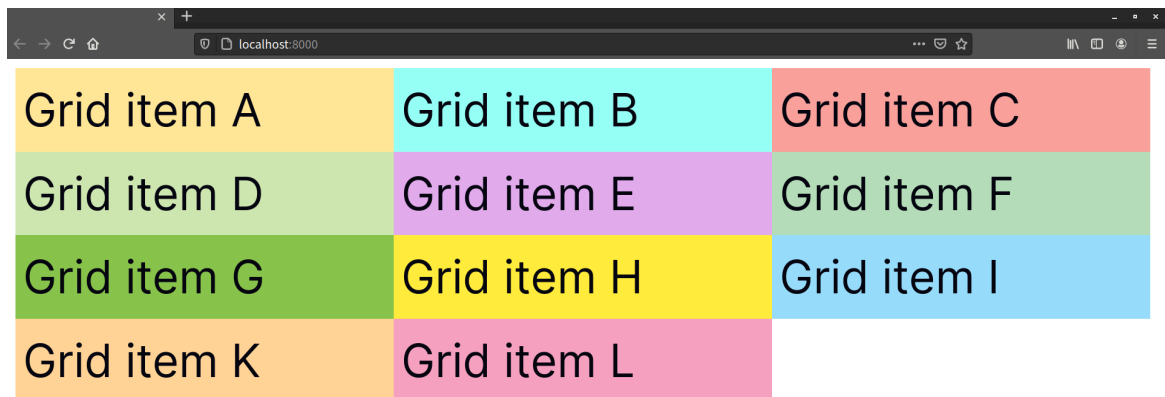 localhost:8000
Grid item A Grid item B Grid item C
Grid item D Grid item E Grid item F
Grid item G Grid item H Grid item I
Grid item K Grid item L